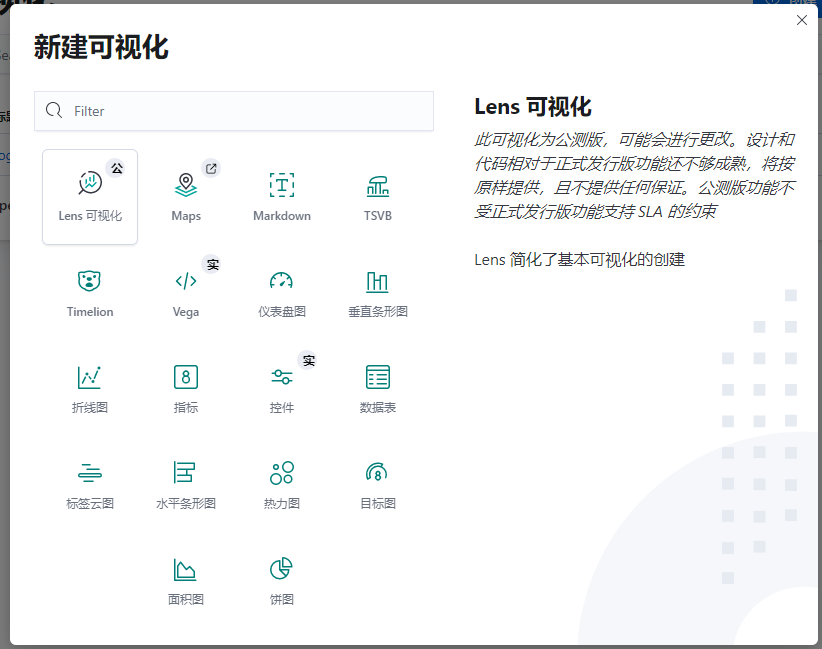 新建可视化
Filter
公
Lens 可视化
Maps
Markdown
TSVB
Timelion
实
Vega
仪表盘图
垂直条形图
折线图
8
指标
实
控件
数据表
标签云图
水平条形图
热力图
8
目标图
面积图
饼图
Lens 可视化
此可视化为公测版，可能会进行更改。设计和
代码相对于正式发行版功能还不够成熟，将按
原样提供，且不提供任何保证。公测版功能不
受正式发行版功能支持 SLA 的约束
Lens 简化了基本可视化的创建